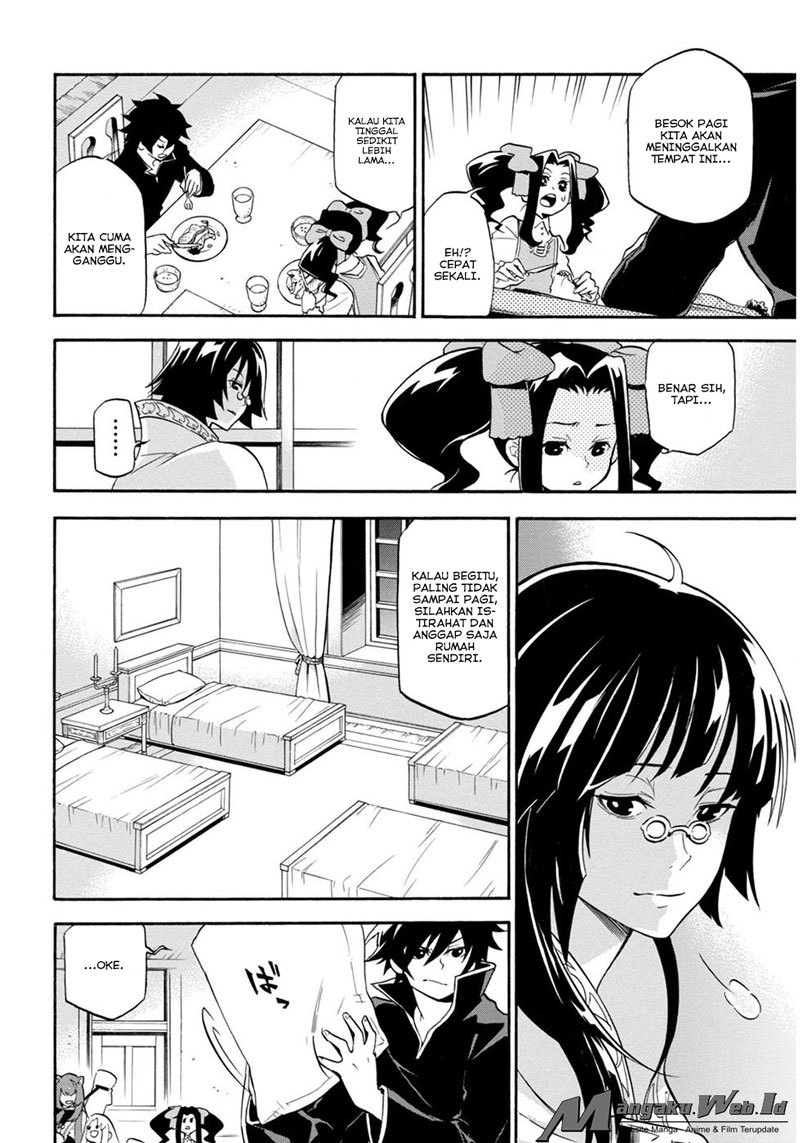 BESOK PAGI
KITA AKAN
MENINGGALKAN
TEMPAT INI...
EH!?
CEPAT
SEKALI.
KALAU KITA
TINGGAL
SEDIKIT
LEBIH
LAMA...
KITA CUMA
AKAN MENG-
GANGGU.
BENAR SIH,
TAPI...
....
KALAU BEGITU,
PALING TIDAK
SAMPAI PAGI,
SILAHKAN IS-
TIRAHAT DAN
ANGGAP SAJA
RUMAH
SENDIRI.
...OKE.
ばっ
Mangaku.Web.Id
Website Manga - Anime & Film Terupdate